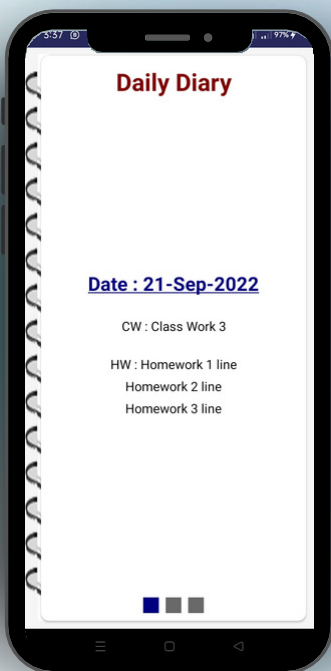 5:37 97%
Daily Diary
Date : 21-Sep-2022
CW : Class Work 3
HW : Homework 1 line
Homework 2 line
Homework 3 line